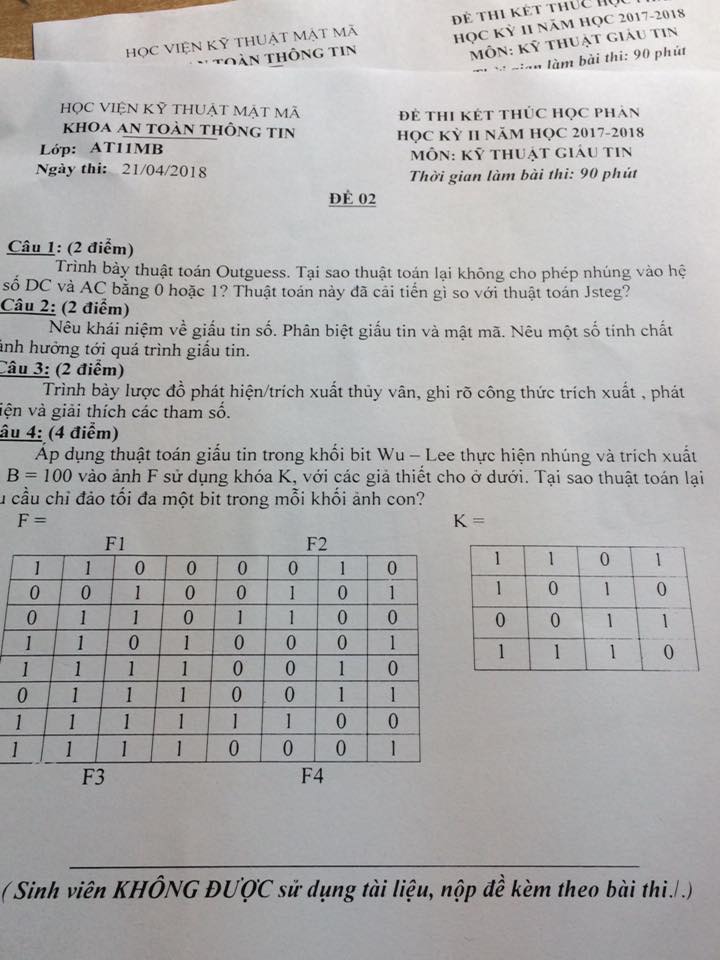 HỌC VIỆN KỸ THUẬT MẬT MÃ
TOÀN THÔNG TIN
ĐỀ THI KẾT THÚC HỌC
HỌC KỲ II NĂM HỌC 2017-2018
MÔN: KỸ THUẬT GIẤU TIN
gian làm bài thi: 90 phút
HỌC VIỆN KỸ THUẬT MẬT MÃ
KHOA AN TOÀN THÔNG TIN
Lớp: AT11MB
Ngày thi: 21/04/2018
ĐỀ THI KẾT THÚC HỌC PHẦN
HỌC KỲ II NĂM HỌC 2017-2018
MÔN: KỸ THUẬT GIẤU TIN
Thời gian làm bài thi: 90 phút
ĐỀ 02
Câu 1: (2 điểm)
Trình bày thuật toán Outguess. Tại sao thuật toán lại không cho phép nhúng vào hệ
số DC và AC bằng 0 hoặc 1? Thuật toán này đã cải tiến gì so với thuật toán Jsteg?
Câu 2: (2 điểm)
Nêu khái niệm về giấu tin số. Phân biệt giấu tin và mật mã. Nêu một số tính chất
ảnh hưởng tới quá trình giấu tin.
Câu 3: (2 điểm)
Trình bày lược đồ phát hiện/trích xuất thủy vân, ghi rõ công thức trích xuất , phát
iện và giải thích các tham số.
âu 4: (4 điểm)
Áp dụng thuật toán giấu tin trong khối bit Wu – Lee thực hiện nhúng và trích xuất
B = 100 vào ảnh F sử dụng khóa K, với các giả thiết cho ở dưới. Tại sao thuật toán lại
cầu chỉ đảo tối đa một bit trong mỗi khối ảnh con?
F =
K =
F1 F2
1 1 0 0 0 0 1 0
0 0 1 0 0 1 0 1
0 1 1 0 1 1 0 0
1 1 0 1 0 0 0 1
1 1 1 1 0 0 1 0
0 1 1 1 0 0 1 1
1 1 1 1 1 1 0 0
1 1 1 1 0 0 0 1
F3 F4
1 1 0 1
1 0 1 0
0 0 1 1
1 1 1 0
( Sinh viên KHÔNG ĐƯỢC sử dụng tài liệu, nộp đề kèm theo bài thi./.)